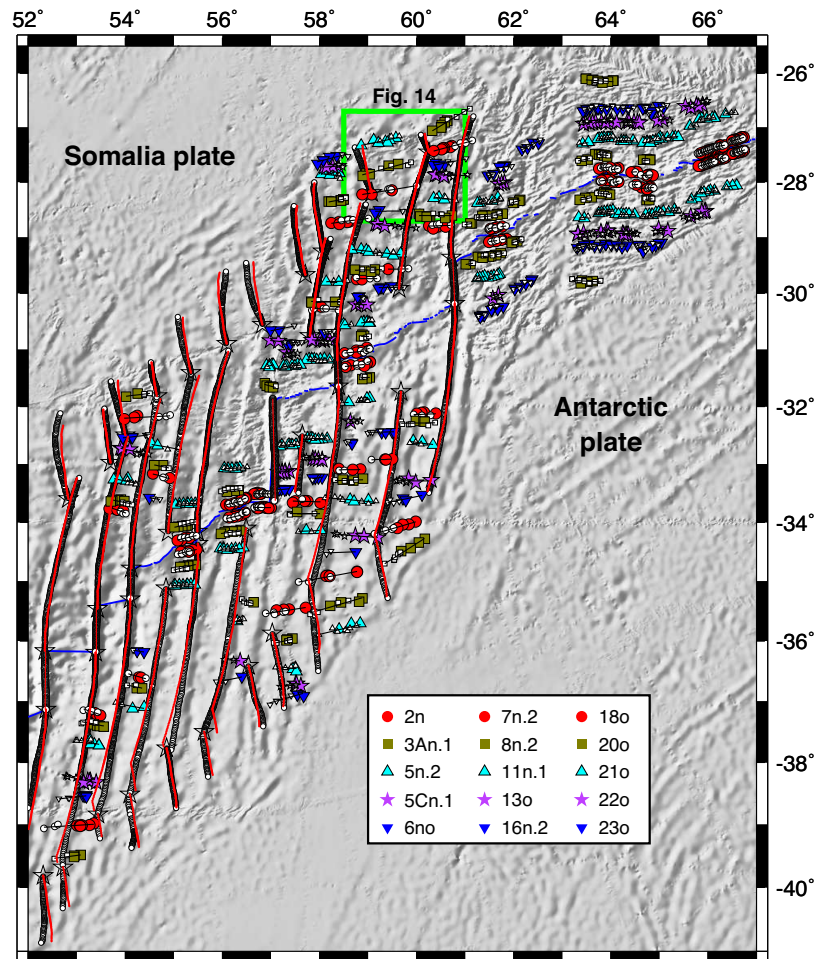 52° 54° 56° 58° 60° 62° 64° 66°
Fig. 14
Somalia plate
Antarctic
plate
-26°
-28°
-30°
-32°
-34°
-36°
-38°
-40°
2n 7n.2 18o
3An.1 8n.2 20o
5n.2 11n.1 21o
5Cn.1 13o 22o
6no 16n.2 23o